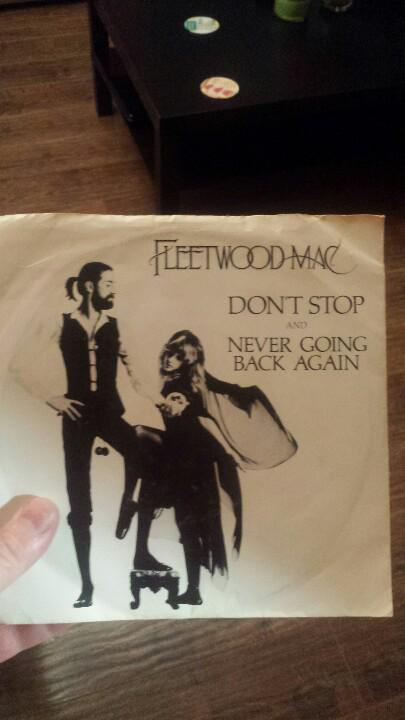 FLEETWOOD MAC
DON'T STOP
AND
NEVER GOING
BACK AGAIN